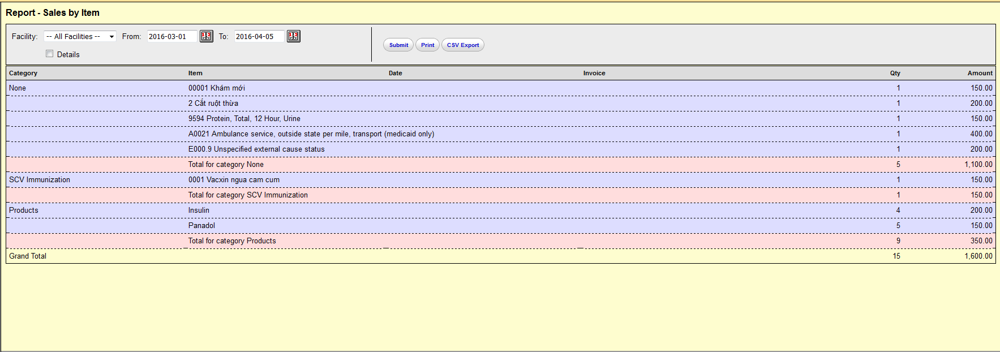 Report - Sales by Item
Facility: -- All Facilities -- From: 2016-03-01 To: 2016-04-05
Submit Print CSV Export
Details
Category Item Date Invoice Qty Amount
None 00001 Khám mới 1 150.00
2 Cắt ruột thừa 1 200.00
9594 Protein, Total, 12 Hour, Urine 1 150.00
A0021 Ambulance service, outside state per mile, transport (medicaid only) 1 400.00
E000.9 Unspecified external cause status 1 200.00
Total for category None 5 1,100.00
SCV Immunization 0001 Vacxin ngua cam cum 1 150.00
Total for category SCV Immunization 1 150.00
Products Insulin 4 200.00
Panadol 5 150.00
Total for category Products 9 350.00
Grand Total 15 1,600.00